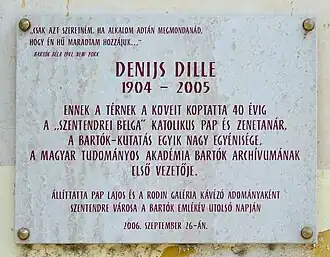 „CSAK AZT SZERETNÉM, HA ALKALOM ADTÁN MEGMONDANÁD,
HOGY ÉN HŰ MARADTAM HOZZÁJUK..."
BARTÓK BÉLA 1941, NEW YORK
DENIJS DILLE
1904 – 2005
ENNEK A TÉRNEK A KÖVEIT KOPTATTA 40 ÉVIG
A „SZENTENDREI BELGA" KATOLIKUS PAP ÉS ZENETANÁR,
A BARTÓK-KUTATÁS EGYIK NAGY EGYÉNISÉGE,
A MAGYAR TUDOMÁNYOS AKADÉMIA BARTÓK ARCHÍVUMÁNAK
ELSŐ VEZETŐJE.
ÁLLÍTTATTA PAP LAJOS ÉS A RODIN GALÉRIA KÁVÉZÓ ADOMÁNYAKÉNT
SZENTENDRE VÁROSA A BARTÓK EMLÉKÉV UTOLSÓ NAPJÁN
2006. SZEPTEMBER 26-ÁN.